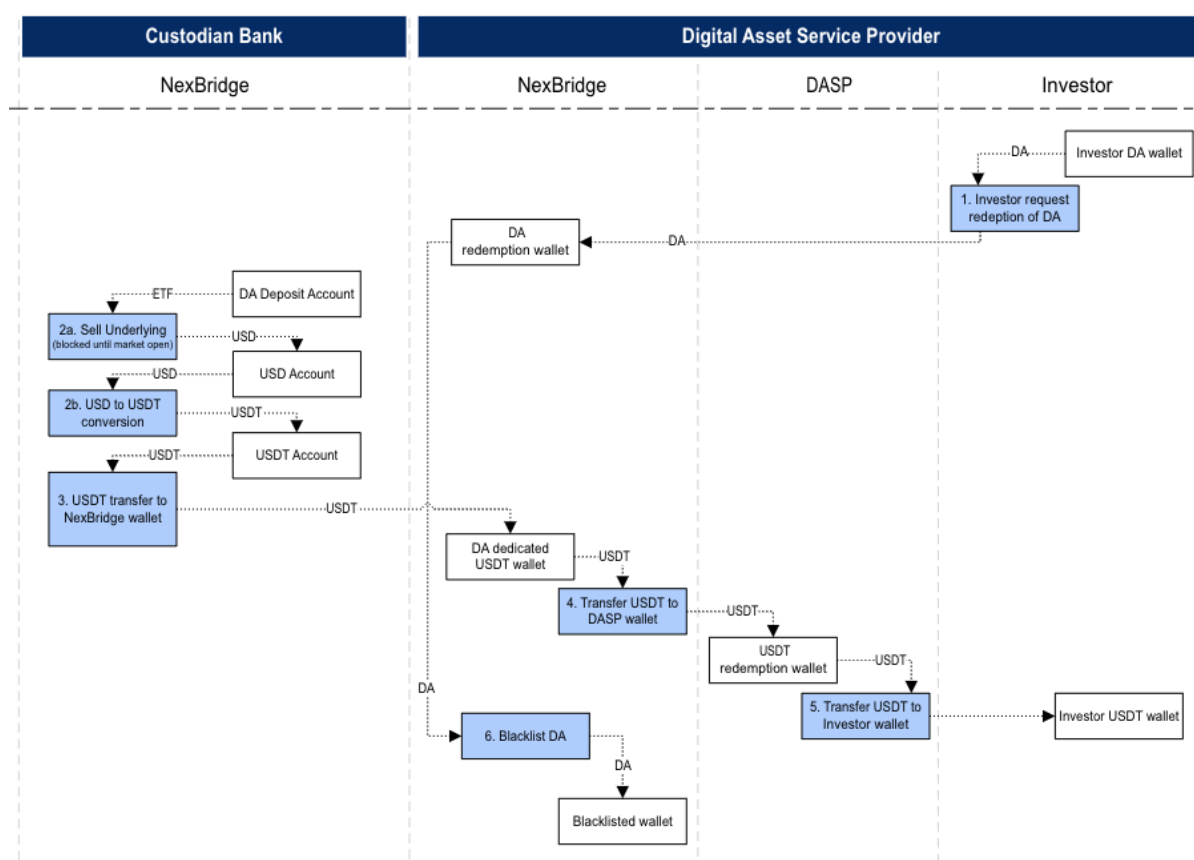 Custodian Bank
Digital Asset Service Provider
NexBridge
NexBridge
DASP
Investor
DA
Investor DA wallet
1. Investor request
redeption of DA
DA
redemption wallet
DA
ETF
DA Deposit Account
2a. Sell Underlying
(blocked until market open)
USD
USD
USD Account
2b. USD to USDT
conversion
USDT
USDT
USDT Account
3. USDT transfer to
NexBridge wallet
USDT
DA dedicated
USDT wallet
USDT
4. Transfer USDT to
DASP wallet
USDT
USDT
redemption wallet
USDT
DA
5. Transfer USDT to
Investor wallet
Investor USDT wallet
6. Blacklist DA
DA
Blacklisted wallet